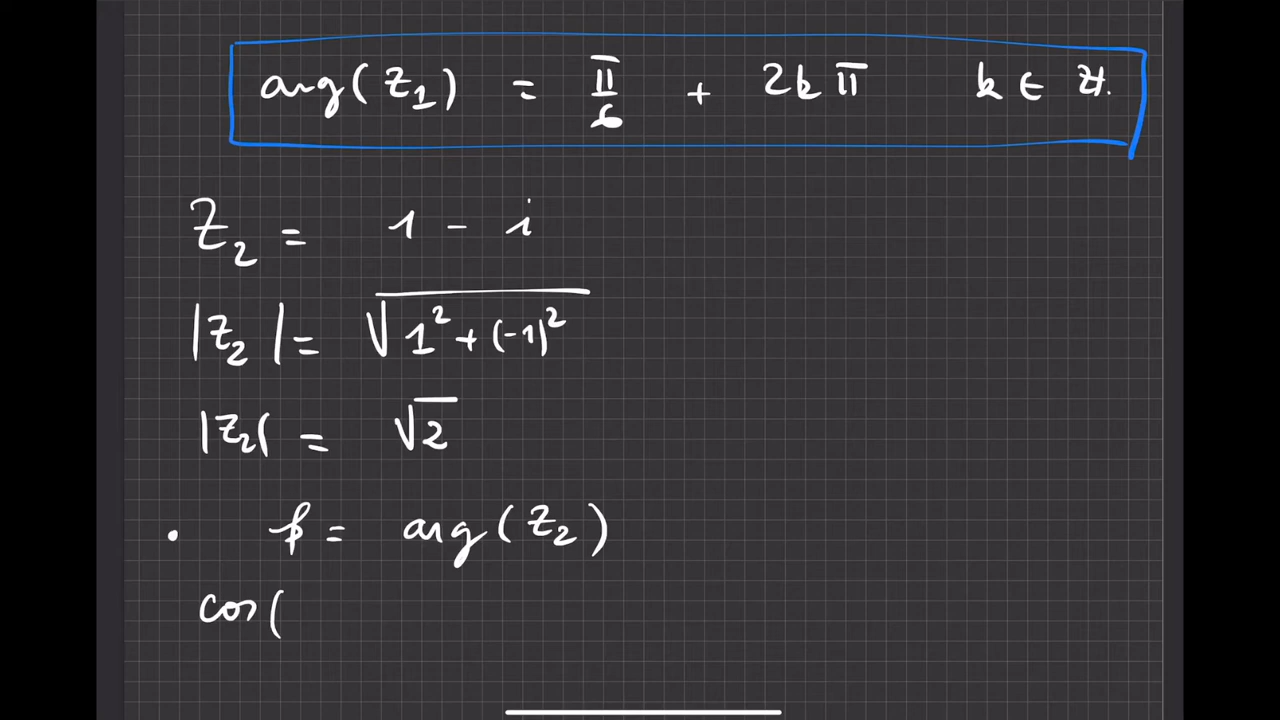 arg(z₁) = π/6 + 2kπ k ∈ ℤ.
z₂ = 1 - i
|z₂| = √(1² + (-1)²)
|z₂| = √2
• β = arg(z₂)
cos(